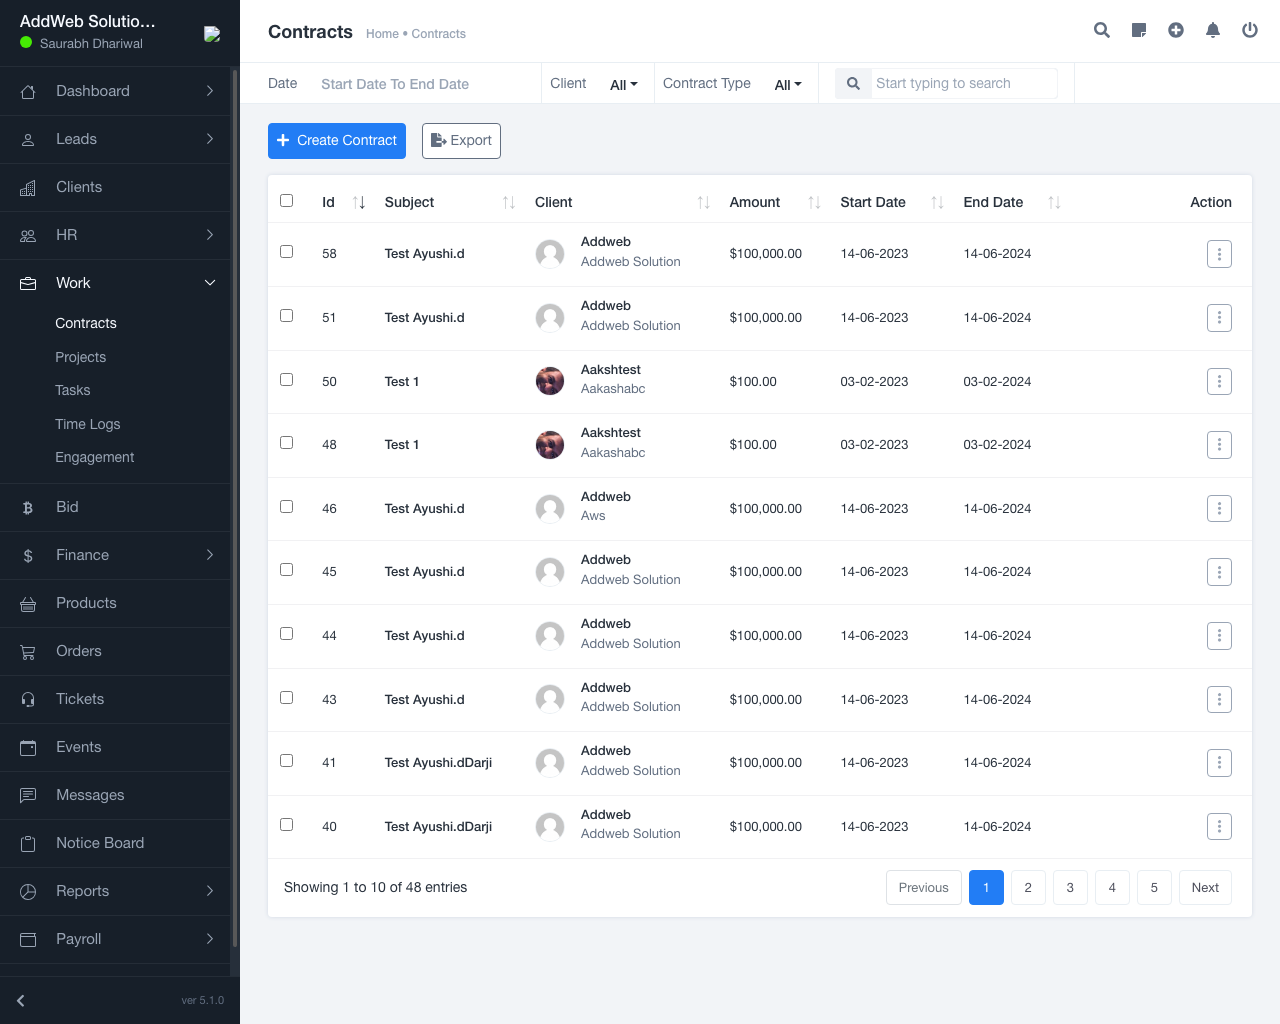 AddWeb Solutio...
Saurabh Dhariwal
Dashboard
Leads
Clients
HR
Work
Contracts
Projects
Tasks
Time Logs
Engagement
Bid
Finance
Products
Orders
Tickets
Events
Messages
Notice Board
Reports
Payroll
ver 5.1.0
Contracts Home • Contracts
Date Start Date To End Date Client All Contract Type All Start typing to search
Create Contract Export
Id Subject Client Amount Start Date End Date Action
58 Test Ayushi.d Addweb $100,000.00 14-06-2023 14-06-2024
Addweb Solution
51 Test Ayushi.d Addweb $100,000.00 14-06-2023 14-06-2024
Addweb Solution
50 Test 1 Aakshtest $100.00 03-02-2023 03-02-2024
Aakashabc
48 Test 1 Aakshtest $100.00 03-02-2023 03-02-2024
Aakashabc
46 Test Ayushi.d Addweb $100,000.00 14-06-2023 14-06-2024
Aws
45 Test Ayushi.d Addweb $100,000.00 14-06-2023 14-06-2024
Addweb Solution
44 Test Ayushi.d Addweb $100,000.00 14-06-2023 14-06-2024
Addweb Solution
43 Test Ayushi.d Addweb $100,000.00 14-06-2023 14-06-2024
Addweb Solution
41 Test Ayushi.dDarji Addweb $100,000.00 14-06-2023 14-06-2024
Addweb Solution
40 Test Ayushi.dDarji Addweb $100,000.00 14-06-2023 14-06-2024
Addweb Solution
Showing 1 to 10 of 48 entries Previous 1 2 3 4 5 Next